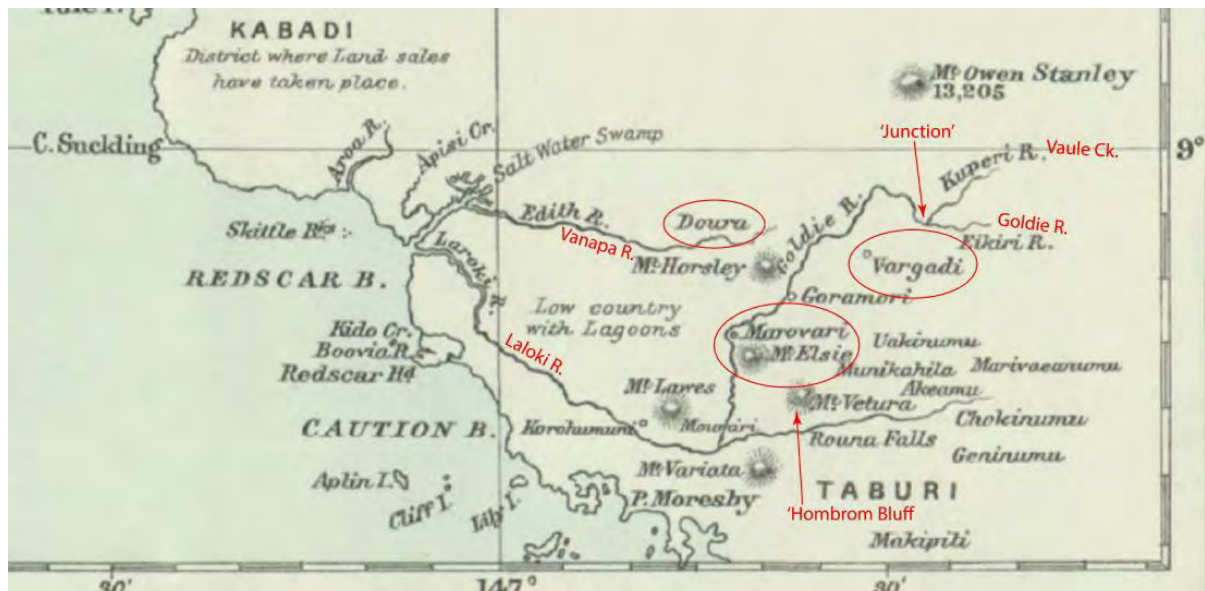 Yule I.
KABADI
District where Land sales
have taken place.
Mt. Owen Stanley
13,205
'Junction'
C. Suckling
Aroa R.
Apisi Cr.
Salt Water Swamp
Kuperi R.
Vaule Ck.
9°
Edith R.
Doura
Goldie R.
Goldie R.
Eikiri R.
Skittle Rks.
Vanapa R.
Laroki R.
Mt. Horsley
Vargadi
REDSCAR B.
Low country
with Lagoons
Goramori
Kido Cr.
Boovia R.
Redscar Hd.
Laloki R.
Marovari
Mt. Elsie
Uakinumu
Munikahila
Marivaeanumu
Akeamu
Mt. Lawes
Mt. Vetura
Chokinumu
CAUTION B.
Korohumuni
Moumiri
Rouna Falls
Geninumu
Aplin I.
Cliff I.
Lily I.
Mt. Variata
P. Moresby
TABURI
'Hombrom Bluff
Makipili
30'
147°
30'